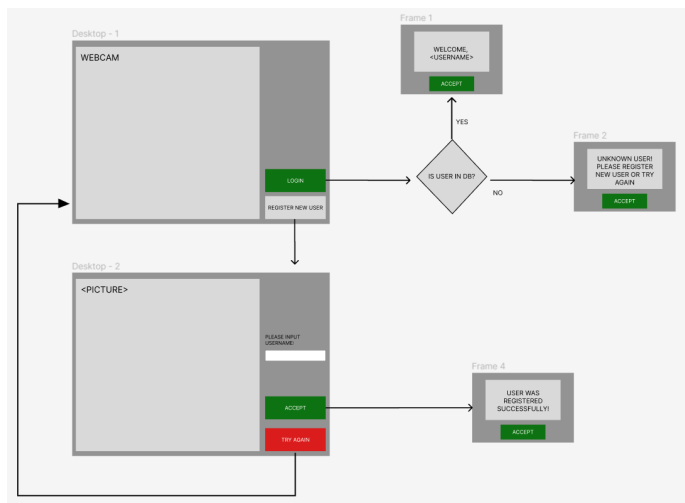 Frame 1
Desktop - 1
WEBCAM
WELCOME,
<USERNAME>
ACCEPT
YES
Frame 2
UNKNOWN USER!
PLEASE REGISTER
NEW USER OR TRY
AGAIN
ACCEPT
IS USER IN DB?
NO
LOGIN
REGISTER NEW USER
Desktop - 2
<PICTURE>
PLEASE INPUT
USERNAME:
Frame 4
USER WAS
REGISTERED
SUCCESSFULLY!
ACCEPT
ACCEPT
TRY AGAIN